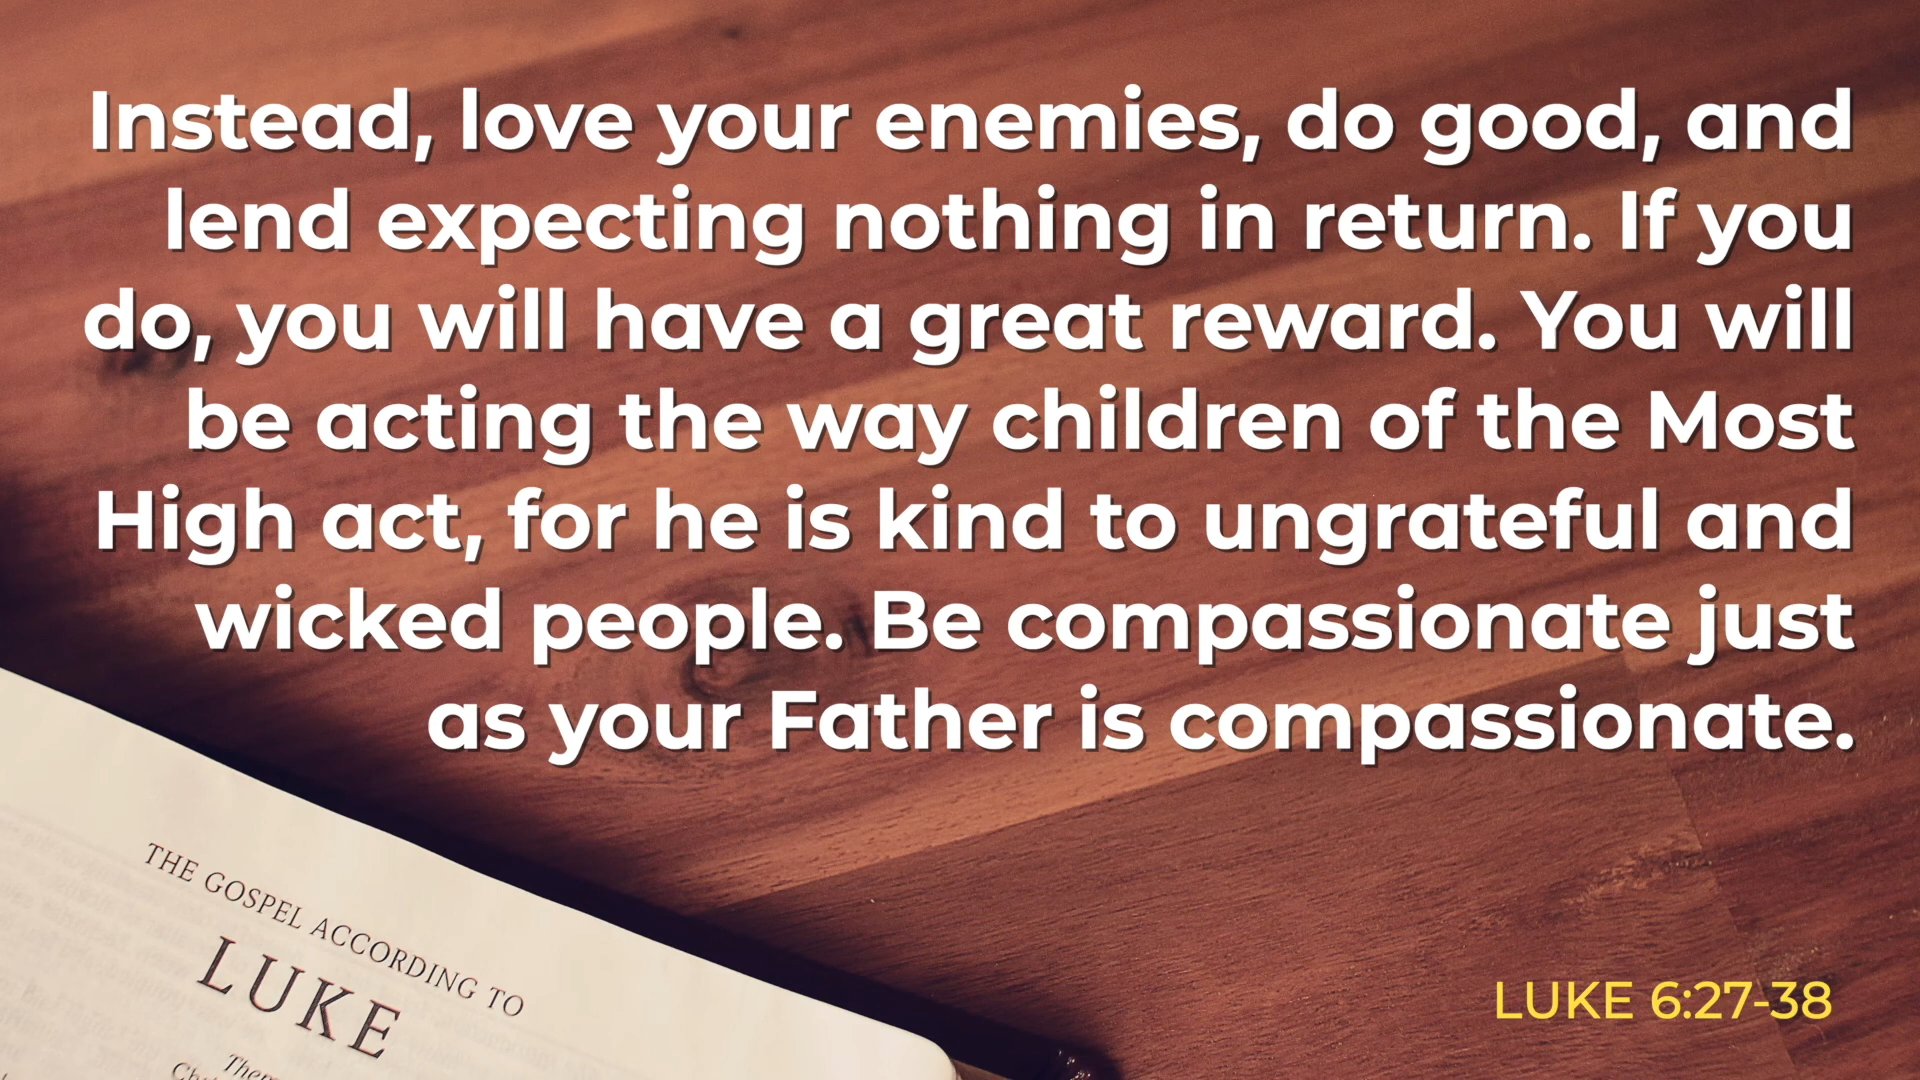 Instead, love your enemies, do good, and
lend expecting nothing in return. If you
do, you will have a great reward. You will
be acting the way children of the Most
High act, for he is kind to ungrateful and
wicked people. Be compassionate just
as your Father is compassionate.
THE GOSPEL ACCORDING TO
LUKE
LUKE 6:27-38